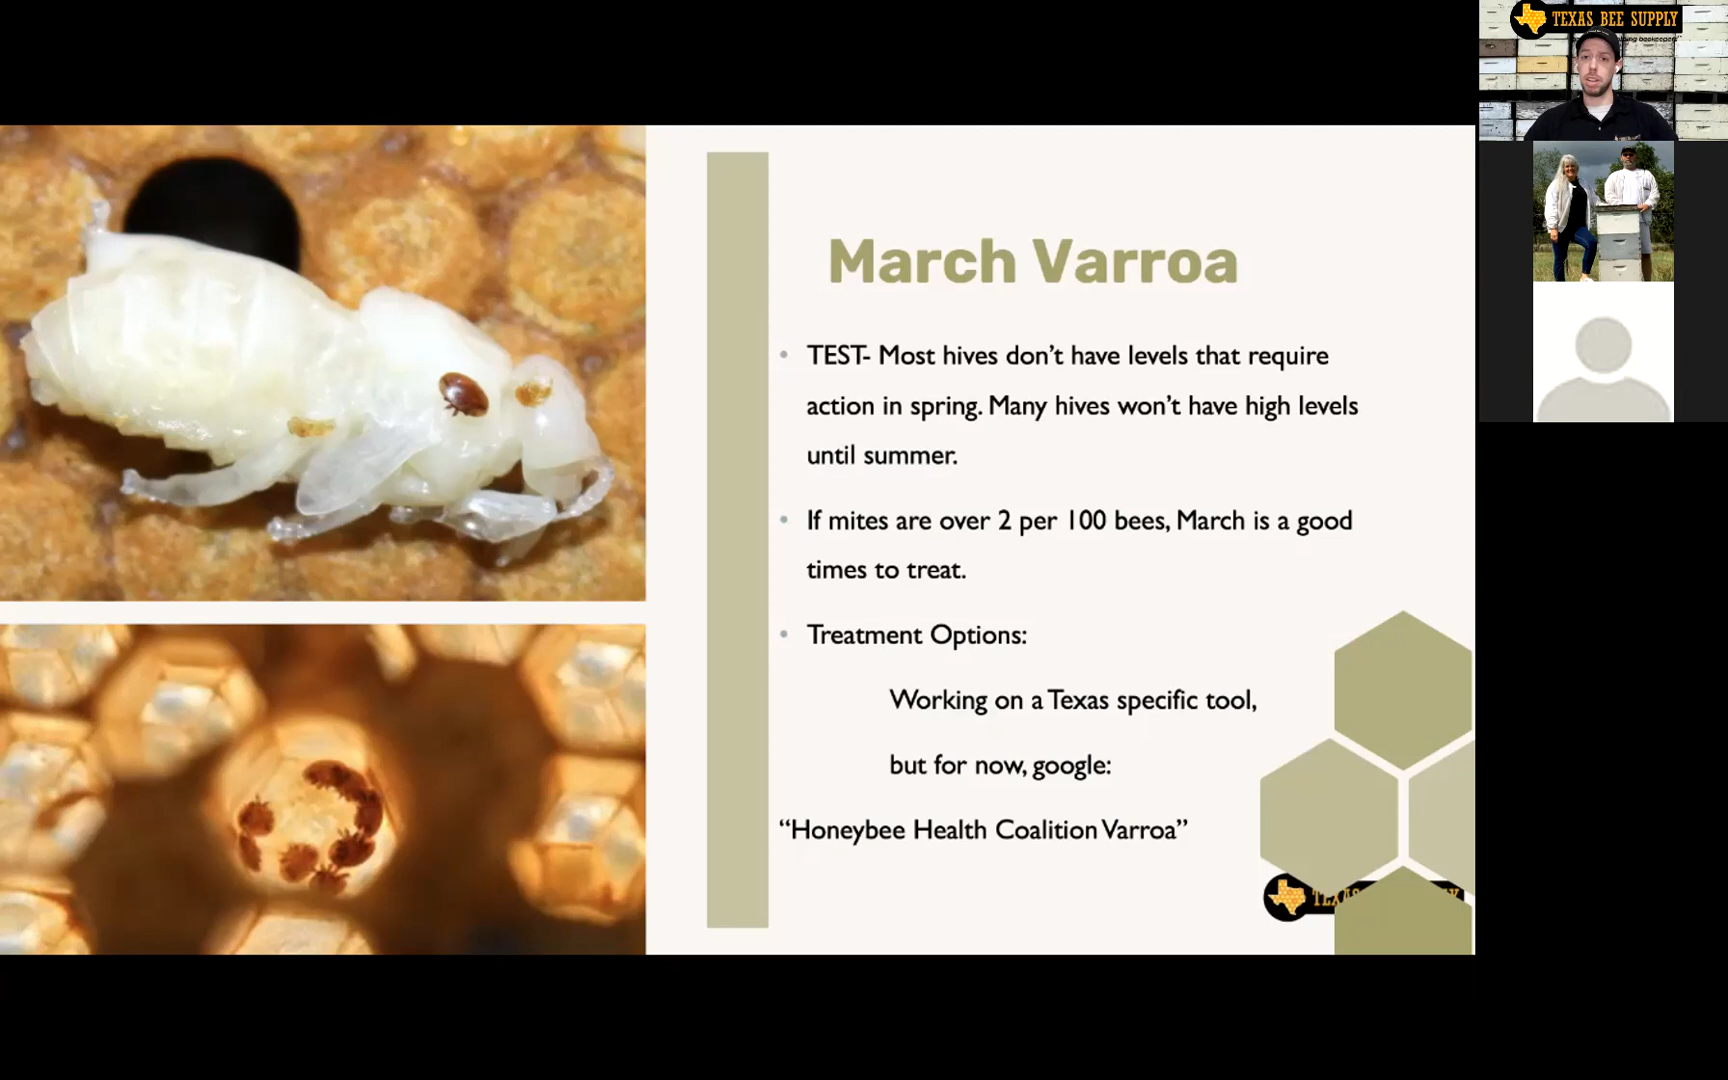 TEXAS BEE SUPPLY
March Varroa
TEST- Most hives don’t have levels that require
action in spring. Many hives won’t have high levels
until summer.
If mites are over 2 per 100 bees, March is a good
times to treat.
Treatment Options:
Working on a Texas specific tool,
but for now, google:
“Honeybee Health Coalition Varroa”